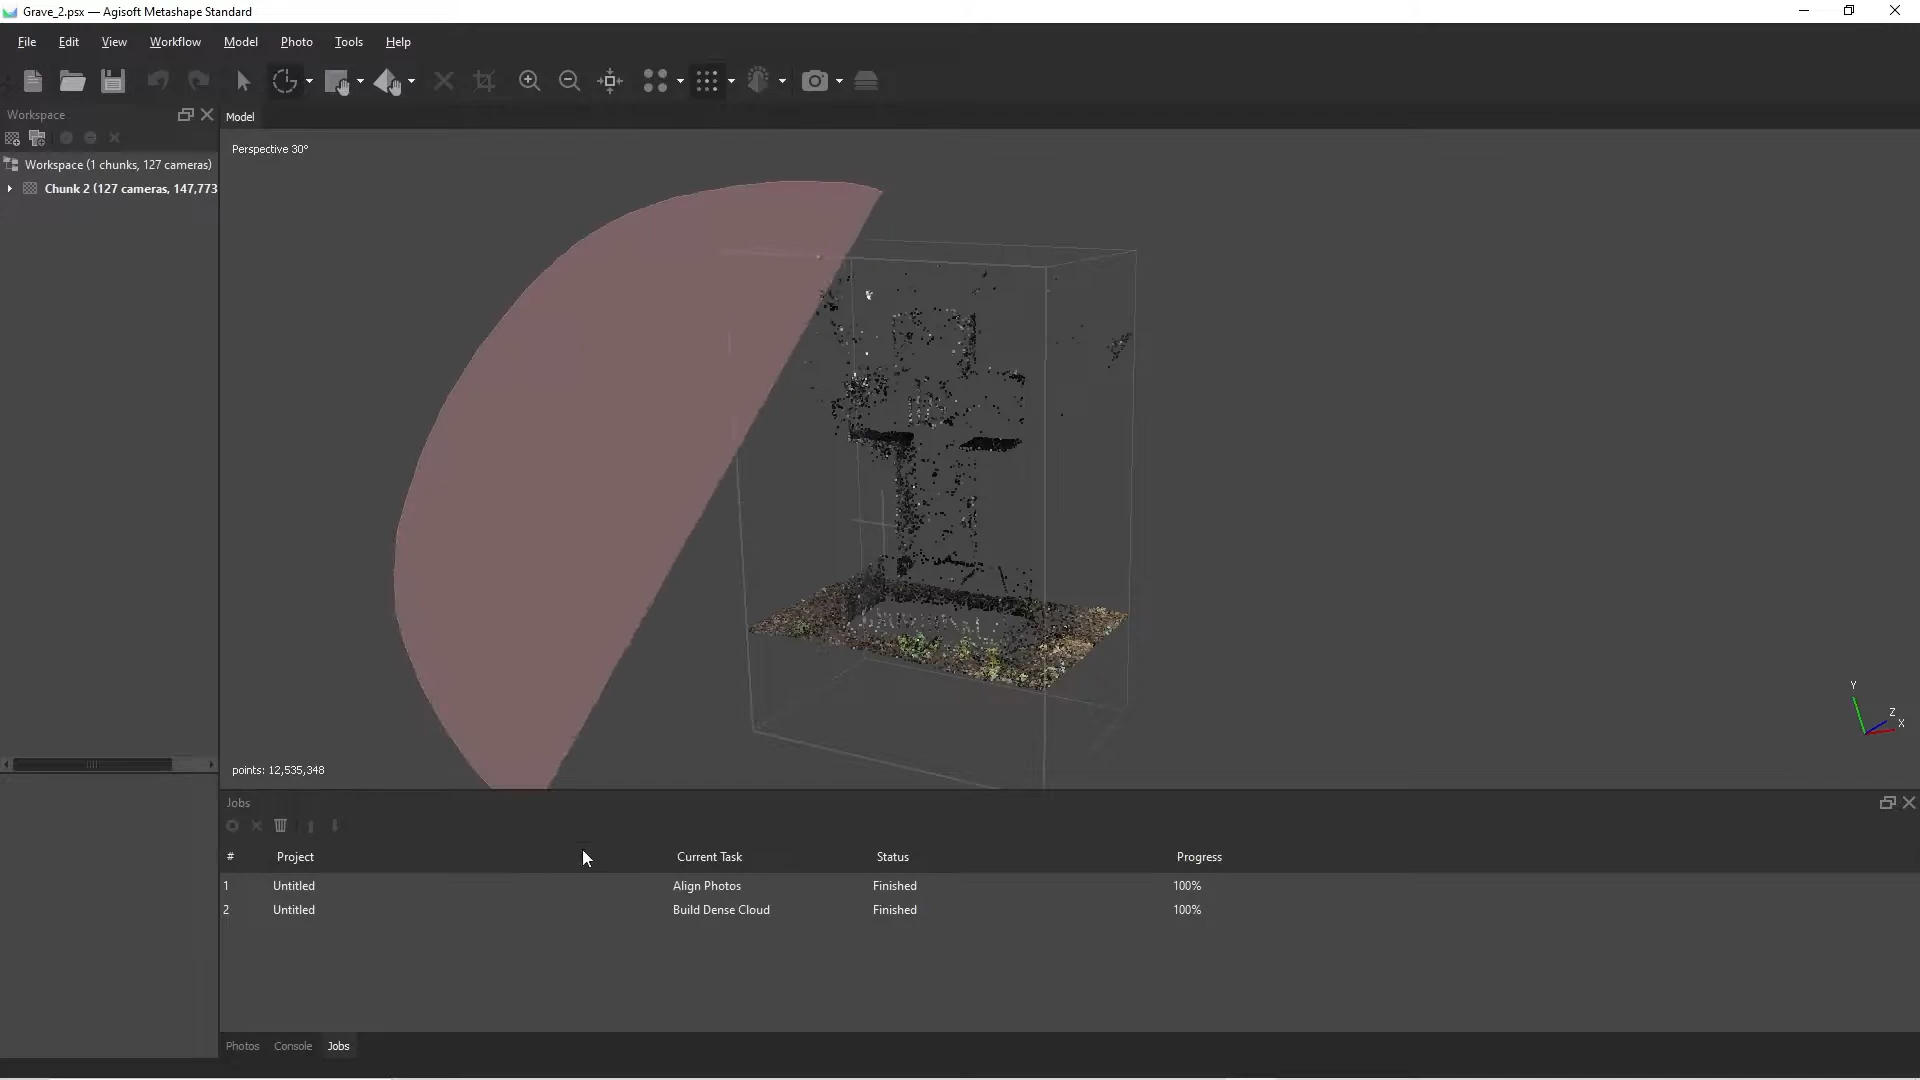 Grave_2.psx — Agisoft Metashape Standard
File Edit View Workflow Model Photo Tools Help
Workspace
Model
Perspective 30°
Workspace (1 chunks, 127 cameras)
Chunk 2 (127 cameras, 147,773
Y
Z
X
points: 12,535,348
Jobs
# Project Current Task Status Progress
1 Untitled Align Photos Finished 100%
2 Untitled Build Dense Cloud Finished 100%
Photos Console Jobs